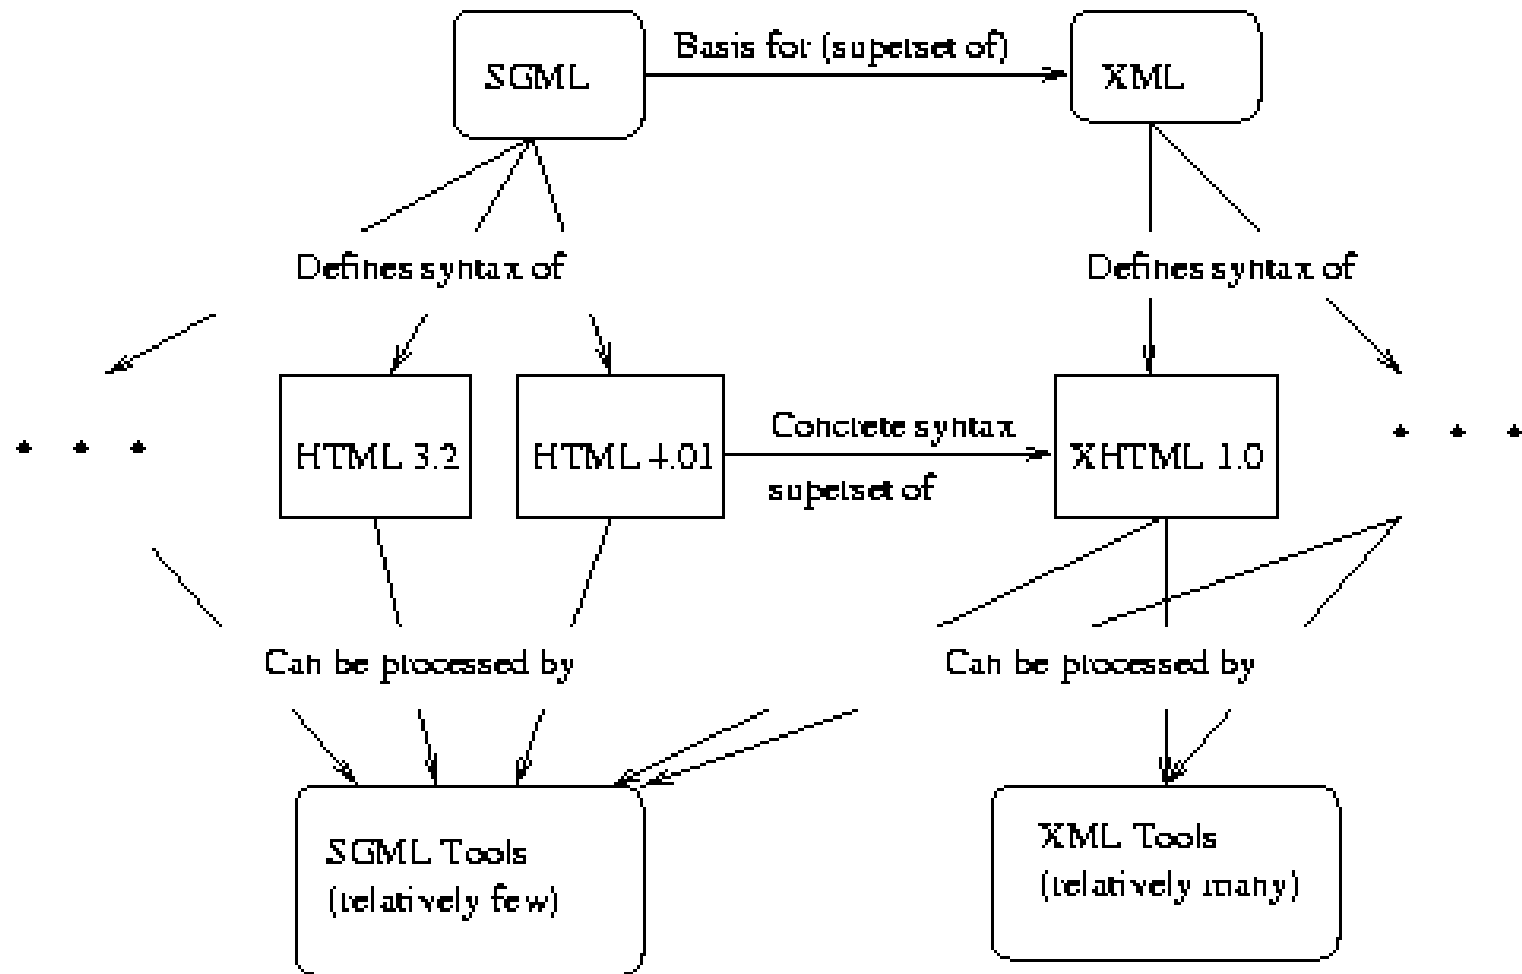 Basis for (superset of)
SGML
XML
Defines syntax of
Defines syntax of
. . .
HTML 3.2
HTML 4.01
Concrete syntax
superset of
XHTML 1.0
. . .
Can be processed by
Can be processed by
SGML Tools
(relatively few)
XML Tools
(relatively many)